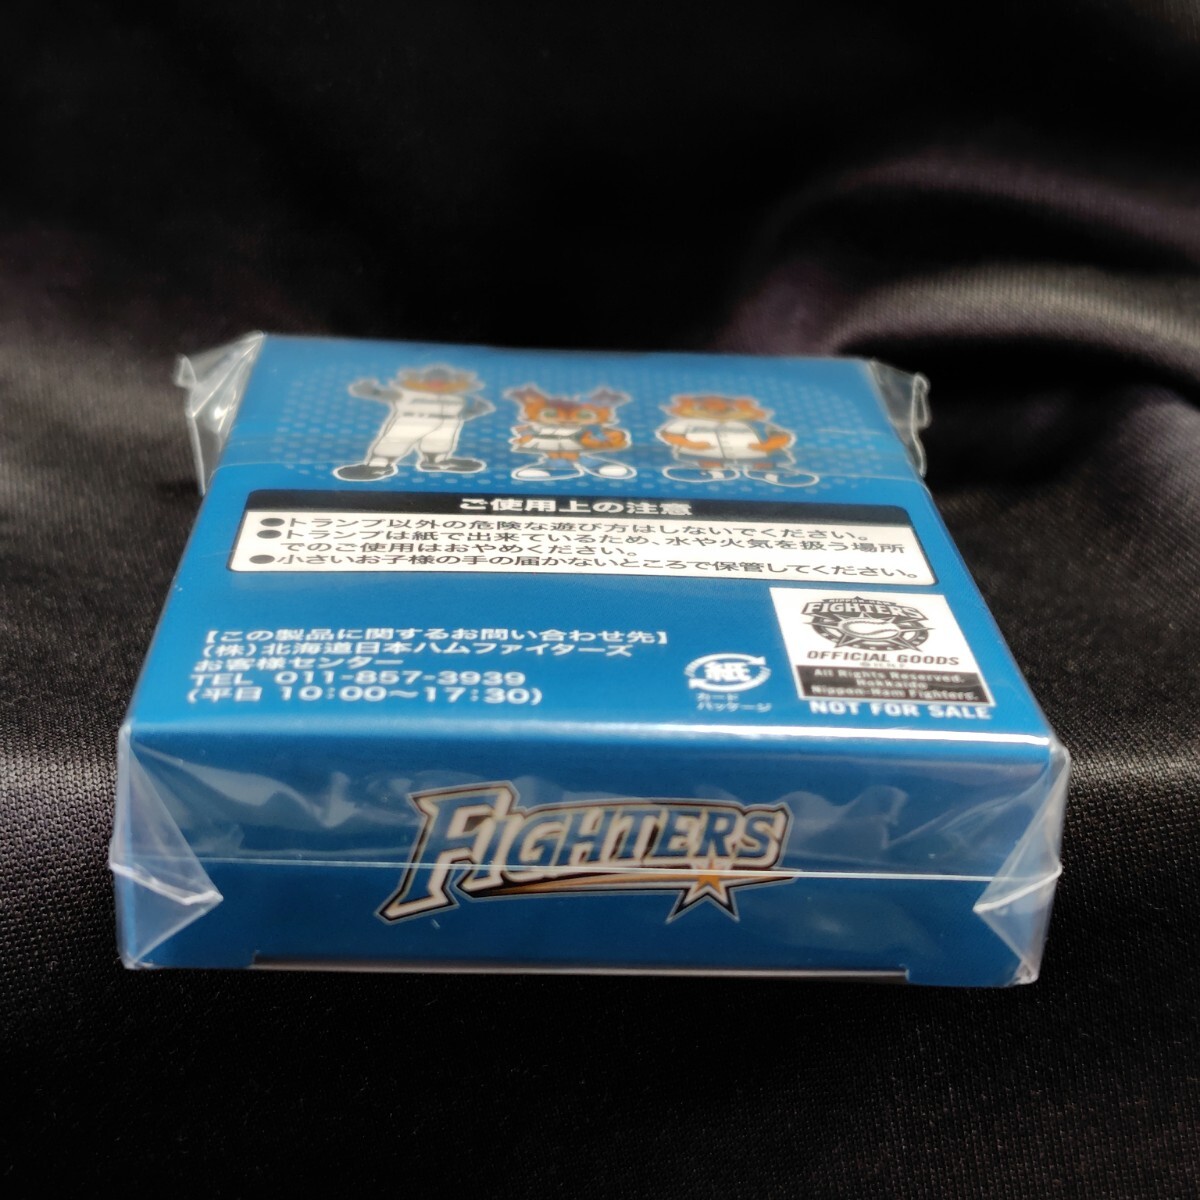 ご使用上の注意
●トランプ以外の危険な遊び方はしないでください。
●トランプは紙で出来ているため、水や火気を扱う場所
でのご使用はおやめください。
●小さいお子様の手の届かないところで保管してください。
【この製品に関するお問い合わせ先】
(株)北海道日本ハムファイターズ
お客様センター
TEL 011-857-3939
(平日 10:00〜17:30)
紙
カード
パッケージ
NIPPON-HAM
FIGHTERS
OFFICIAL GOODS
All Rights Reserved.
Hokkaido
Nippon-Ham Fighters.
NOT FOR SALE
FIGHTERS